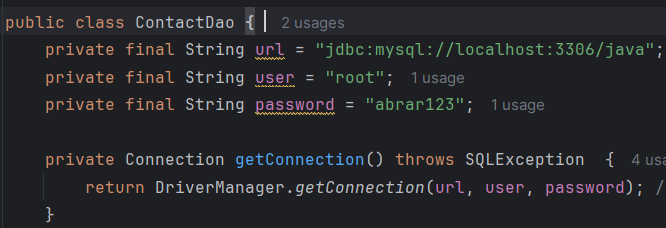 public class ContactDao { 2 usages
private final String url = "jdbc:mysql://localhost:3306/java";
private final String user = "root"; 1 usage
private final String password = "abrar123"; 1 usage
private Connection getConnection() throws SQLException { 4 usa
return DriverManager.getConnection(url, user, password); /
}